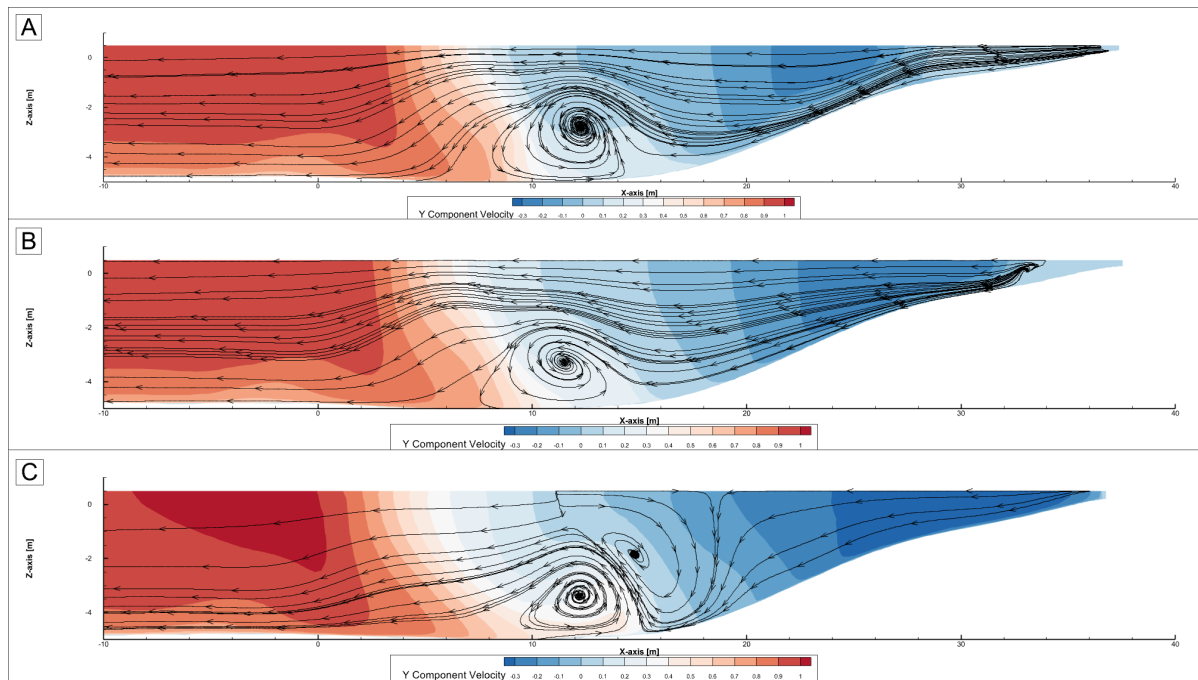 A
Z-axis [m]
0
-2
-4
-10 0 10 20 30 40
X-axis [m]
Y Component Velocity -0.3 -0.2 -0.1 0 0.1 0.2 0.3 0.4 0.5 0.6 0.7 0.8 0.9 1
B
Z-axis [m]
0
-2
-4
-10 0 10 20 30 40
X-axis [m]
Y Component Velocity -0.3 -0.2 -0.1 0 0.1 0.2 0.3 0.4 0.5 0.6 0.7 0.8 0.9 1
C
Z-axis [m]
0
-2
-4
-10 0 10 20 30 40
X-axis [m]
Y Component Velocity -0.3 -0.2 -0.1 0 0.1 0.2 0.3 0.4 0.5 0.6 0.7 0.8 0.9 1